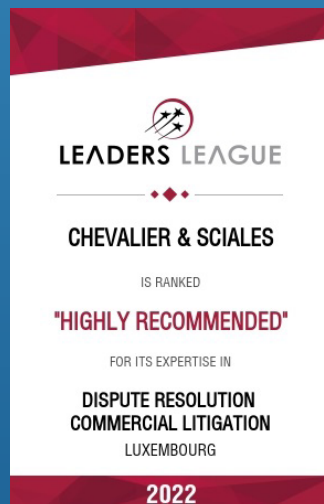 LEADERS LEAGUE
CHEVALIER & SCIALES
IS RANKED
"HIGHLY RECOMMENDED"
FOR ITS EXPERTISE IN
DISPUTE RESOLUTION
COMMERCIAL LITIGATION
LUXEMBOURG
2022